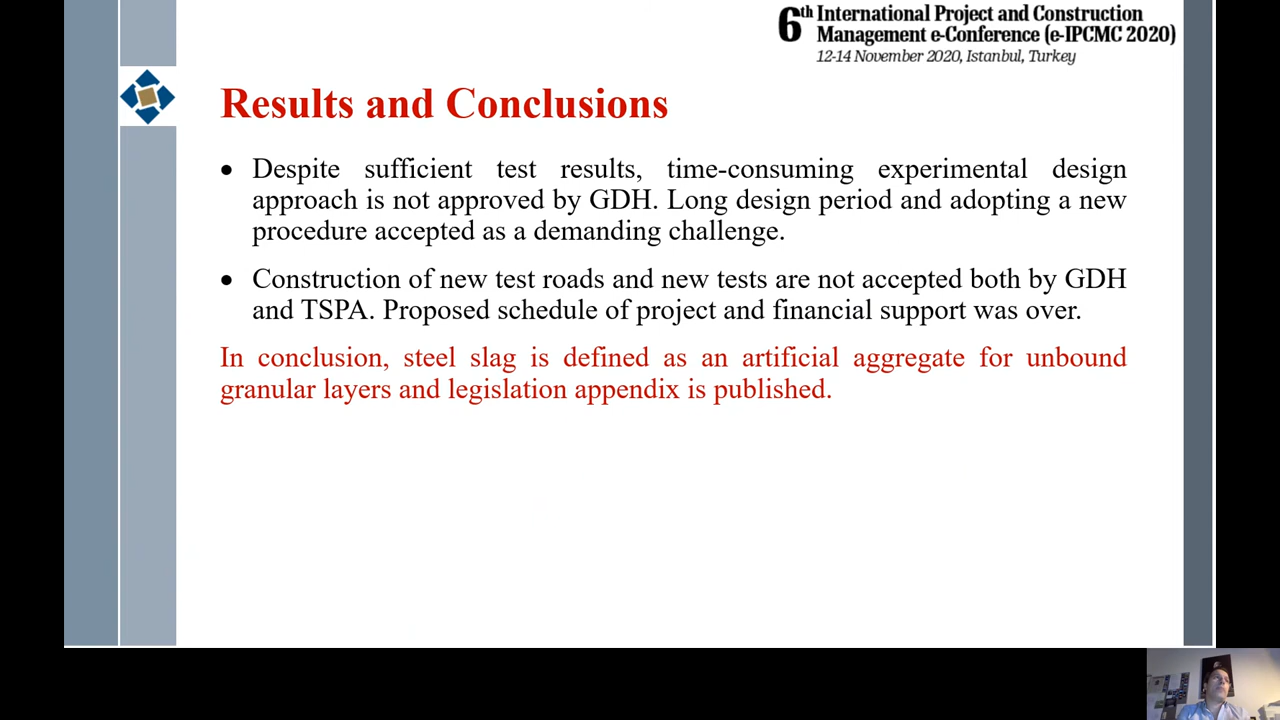 6th International Project and Construction
Management e-Conference (e-IPCMC 2020)
12-14 November 2020, Istanbul, Turkey
Results and Conclusions
• Despite sufficient test results, time-consuming experimental design
approach is not approved by GDH. Long design period and adopting a new
procedure accepted as a demanding challenge.
• Construction of new test roads and new tests are not accepted both by GDH
and TSPA. Proposed schedule of project and financial support was over.
In conclusion, steel slag is defined as an artificial aggregate for unbound
granular layers and legislation appendix is published.